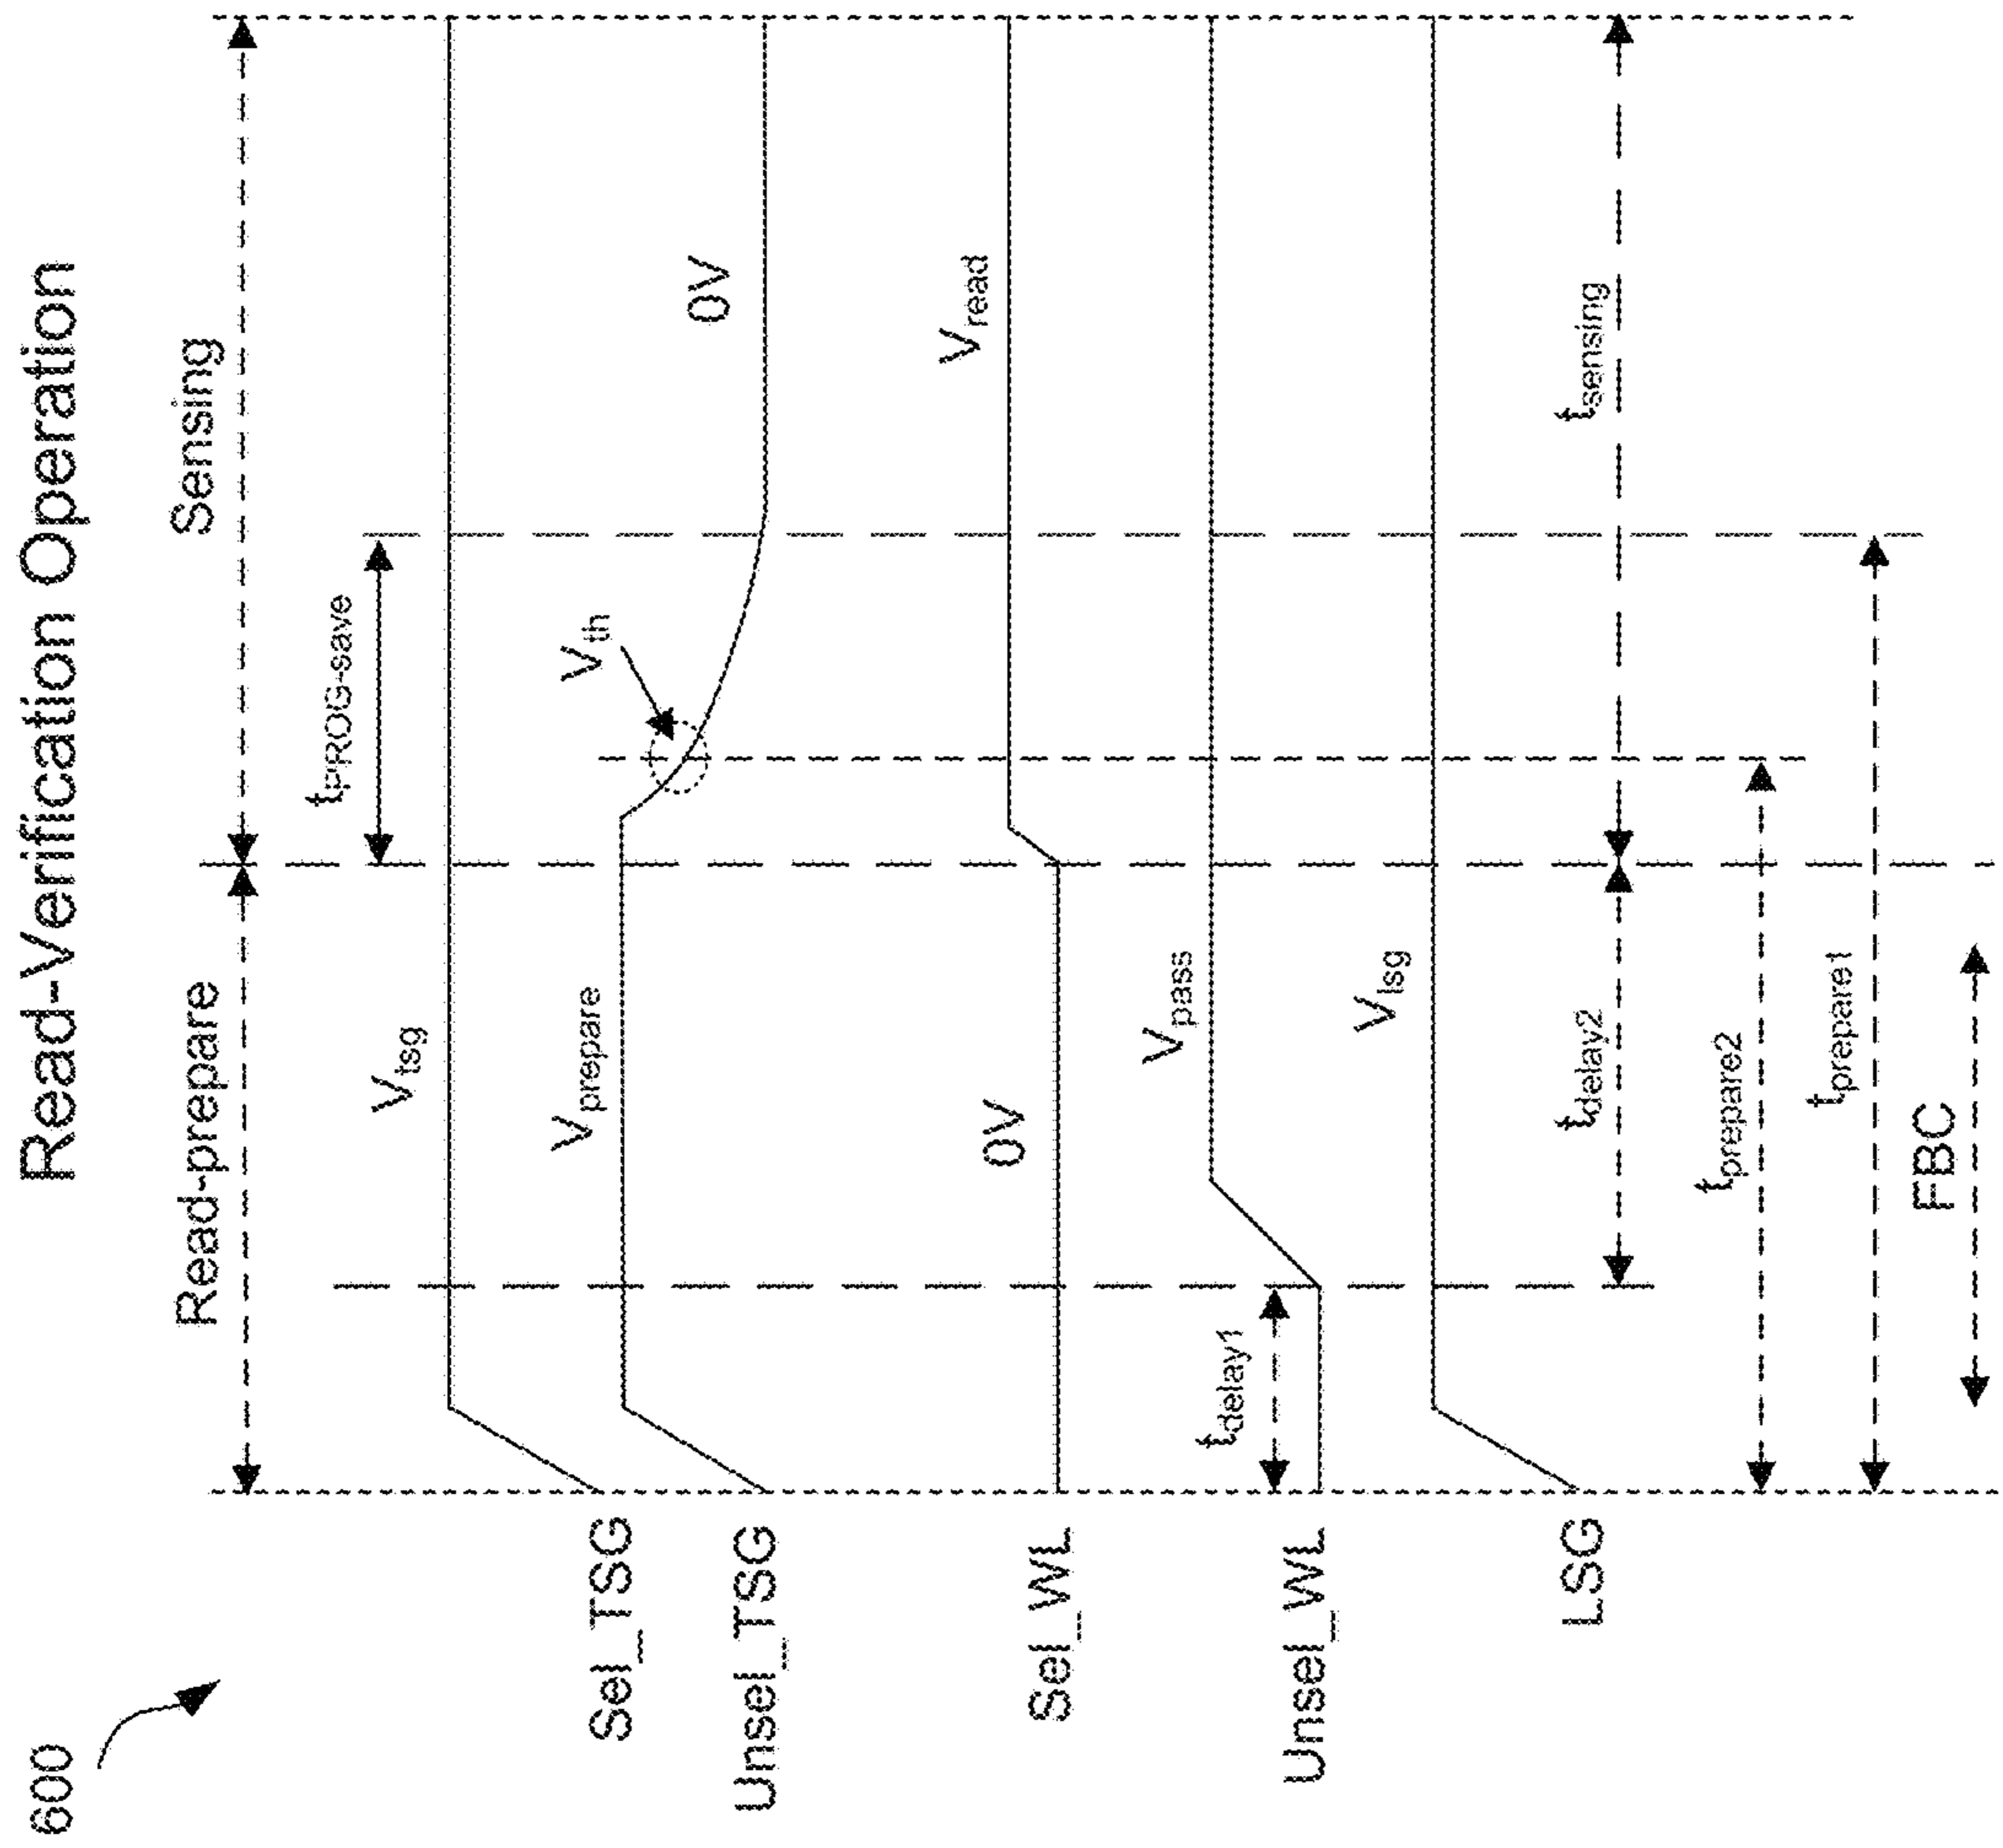 600
Read-Verification Operation
Read-prepare
Sensing
tPROG-save
Sel_TSG
Vtsg
Unsel_TSG
Vprepare
Vth
0V
Sel_WL
0V
Vread
Unsel_WL
tdelay1
Vpass
LSG
Vlsg
tdelay2
tsensing
tprepare2
tprepare1
FBC